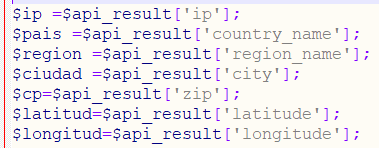 $ip =$api_result['ip'];
$pais =$api_result['country_name'];
$region =$api_result['region_name'];
$ciudad =$api_result['city'];
$cp=$api_result['zip'];
$latitud=$api_result['latitude'];
$longitud=$api_result['longitude'];